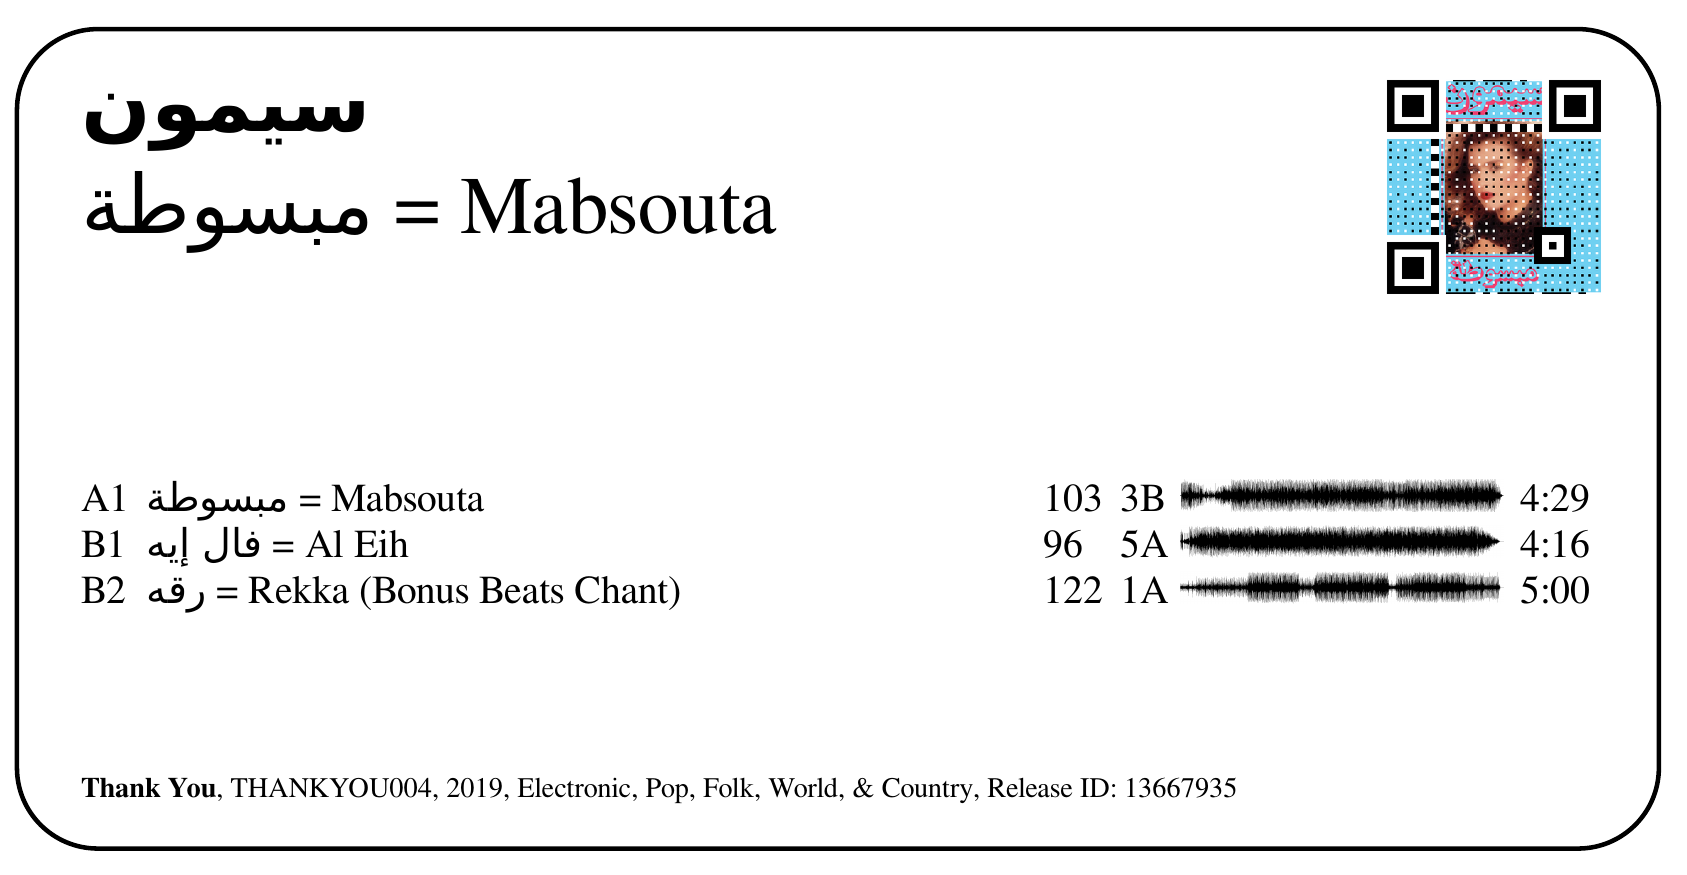 سيمون
مبسوطة = Mabsouta
سيمون
مبسوطة
A1 مبسوطة = Mabsouta 103 3B 4:29
B1 فال إيه = Al Eih 96 5A 4:16
B2 رقه = Rekka (Bonus Beats Chant) 122 1A 5:00
Thank You, THANKYOU004, 2019, Electronic, Pop, Folk, World, & Country, Release ID: 13667935